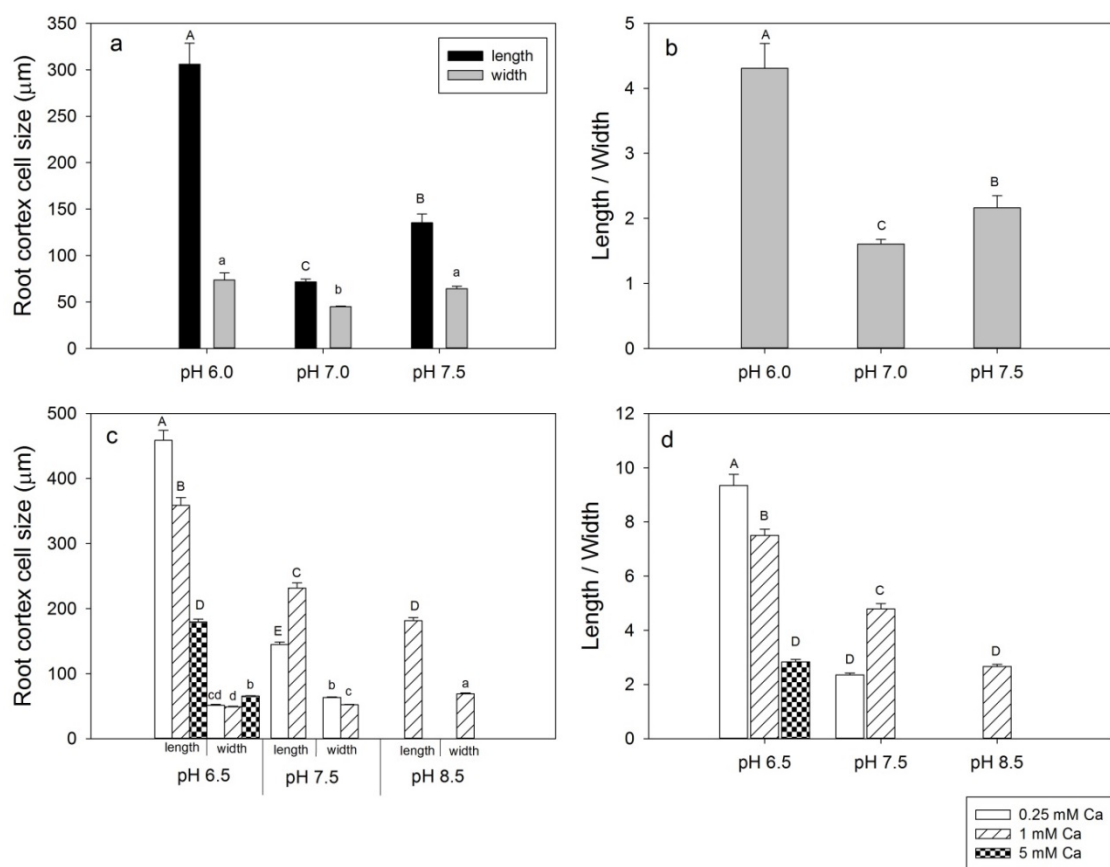 a
length
width
Root cortex cell size (μm)
350
300
250
200
150
100
50
0
A
a
C
b
B
a
pH 6.0
pH 7.0
pH 7.5
b
Length / Width
5
4
3
2
1
0
A
C
B
pH 6.0
pH 7.0
pH 7.5
c
Root cortex cell size (μm)
500
400
300
200
100
0
A
B
D
cd
d
b
E
C
b
c
D
a
length width length width length width
pH 6.5 pH 7.5 pH 8.5
d
Length / Width
12
10
8
6
4
2
0
A
B
D
D
C
D
pH 6.5
pH 7.5
pH 8.5
0.25 mM Ca
1 mM Ca
5 mM Ca